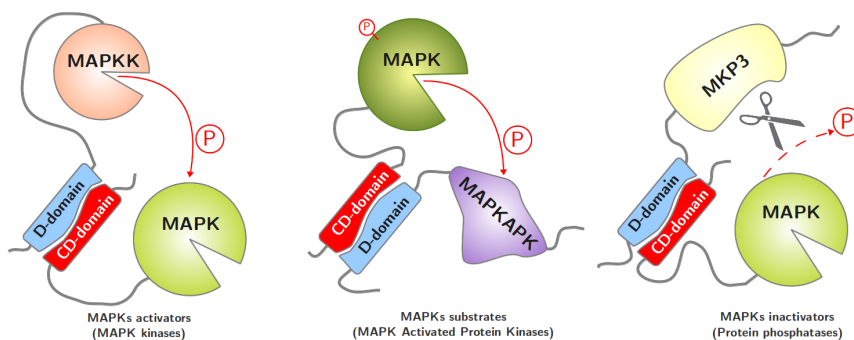 MAPKK
P
D-domain
CD-domain
MAPK
MAPKs activators
(MAPK kinases)
P
MAPK
P
CD-domain
D-domain
MAPKAPK
MAPKs substrates
(MAPK Activated Protein Kinases)
MKP3
P
D-domain
CD-domain
MAPK
MAPKs inactivators
(Protein phosphatases)